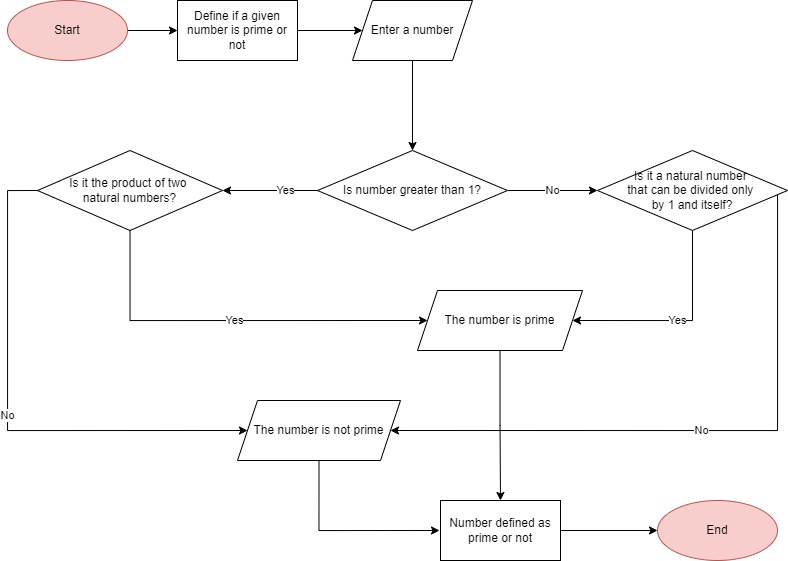 Start
Define if a given
number is prime or
not
Enter a number
Is it the product of two
natural numbers?
Yes
Is number greater than 1?
No
Is it a natural number
that can be divided only
by 1 and itself?
Yes
The number is prime
Yes
No
The number is not prime
No
Number defined as
prime or not
End